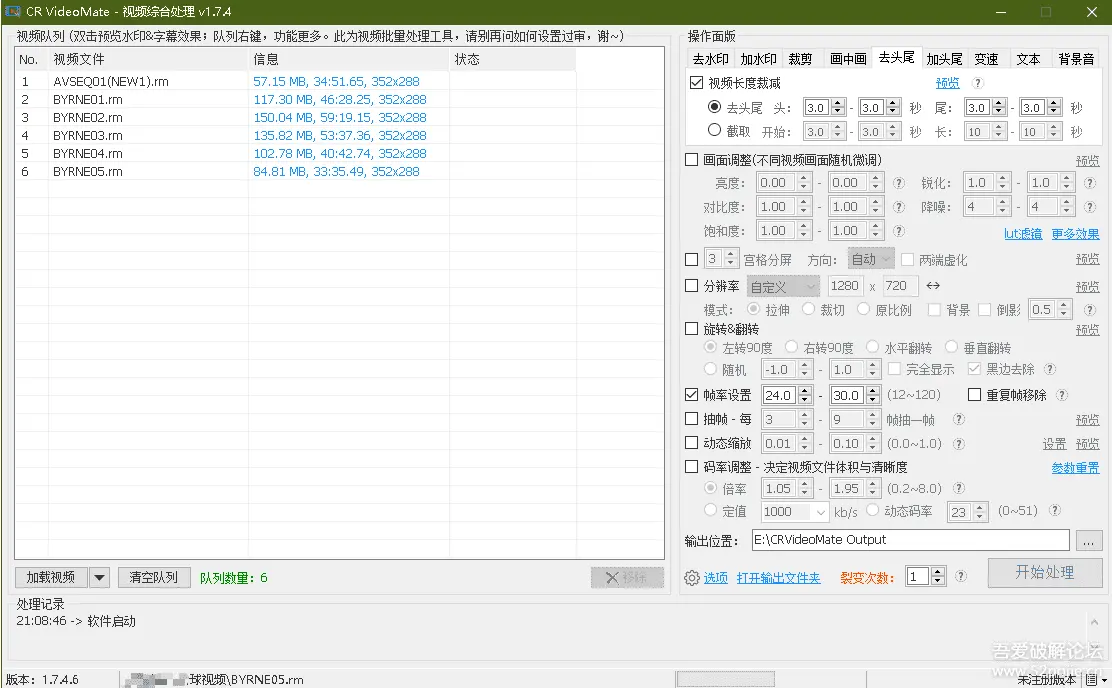 CR VideoMate - 视频综合处理 v1.7.4
视频队列 (双击预览水印&字幕效果；队列右键，功能更多。此为视频批量处理工具，请别再问如何设置过审，谢~)
No. 视频文件 信息 状态
1 AVSEQ01(NEW1).rm 57.15 MB, 34:51.65, 352x288
2 BYRNE01.rm 117.30 MB, 46:28.25, 352x288
3 BYRNE02.rm 150.04 MB, 59:19.15, 352x288
4 BYRNE03.rm 135.82 MB, 53:37.36, 352x288
5 BYRNE04.rm 102.78 MB, 40:42.74, 352x288
6 BYRNE05.rm 84.81 MB, 33:35.49, 352x288
加载视频 清空队列 队列数量：6 移除
操作面版
去水印 加水印 裁剪 画中画 去头尾 加头尾 变速 文本 背景音
视频长度裁减 预览 ?
去头尾 头： 3.0 - 3.0 秒 尾： 3.0 - 3.0 秒
截取 开始： 3.0 - 3.0 秒 长： 10 - 10 秒
画面调整(不同视频画面随机微调) 预览
亮度： 0.00 - 0.00 ? 锐化： 1.0 - 1.0 ?
对比度： 1.00 - 1.00 ? 降噪： 4 - 4 ?
饱和度： 1.00 - 1.00 ? lut滤镜 更多效果
3 宫格分屏 方向： 自动 两端虚化 预览
分辨率 自定义 1280 x 720 ↔ 预览
模式： 拉伸 裁切 原比例 背景 倒影 0.5 ?
旋转&翻转 预览
左转90度 右转90度 水平翻转 垂直翻转
随机 -1.0 - 1.0 完全显示 黑边去除 ?
帧率设置 24.0 - 30.0 (12~120) 重复帧移除 ?
抽帧 - 每 3 - 9 帧抽一帧 ? 预览
动态缩放 0.01 - 0.10 (0.0~1.0) ? 设置 预览
码率调整 - 决定视频文件体积与清晰度 参数重置
倍率 1.05 - 1.95 (0.2~8.0) ?
定值 1000 kb/s 动态码率 23 (0~51) ?
输出位置： E:\CRVideoMate Output ...
选项 打开输出文件夹 裂变次数： 1 ? 开始处理
处理记录
21:08:46 -> 软件启动
吾爱破解论坛
www.52pojie.cn
版本：1.7.4.6 球视频\BYRNE05.rm 未注册版本